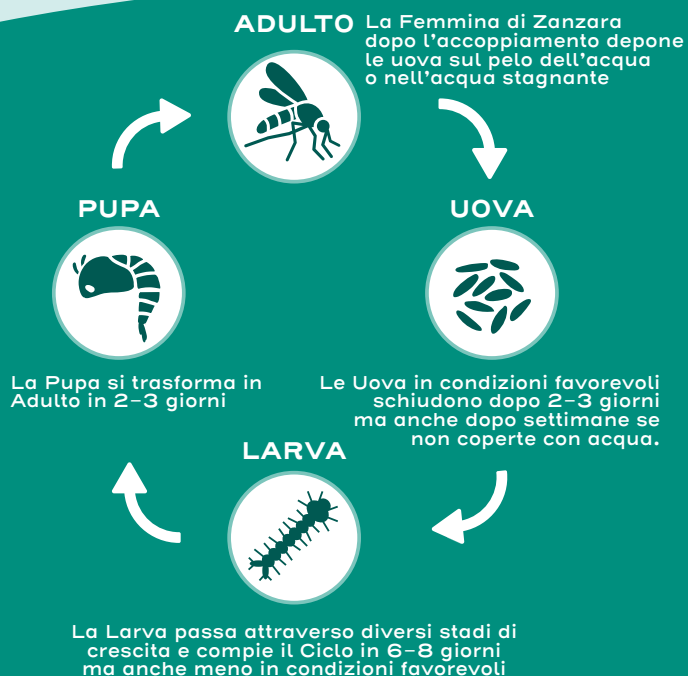 ADULTO
La Femmina di Zanzara
dopo l'accoppiamento depone
le uova sul pelo dell'acqua
o nell'acqua stagnante
PUPA
UOVA
La Pupa si trasforma in
Adulto in 2-3 giorni
Le Uova in condizioni favorevoli
schiudono dopo 2-3 giorni
ma anche dopo settimane se
non coperte con acqua.
LARVA
La Larva passa attraverso diversi stadi di
crescita e compie il Ciclo in 6-8 giorni
ma anche meno in condizioni favorevoli